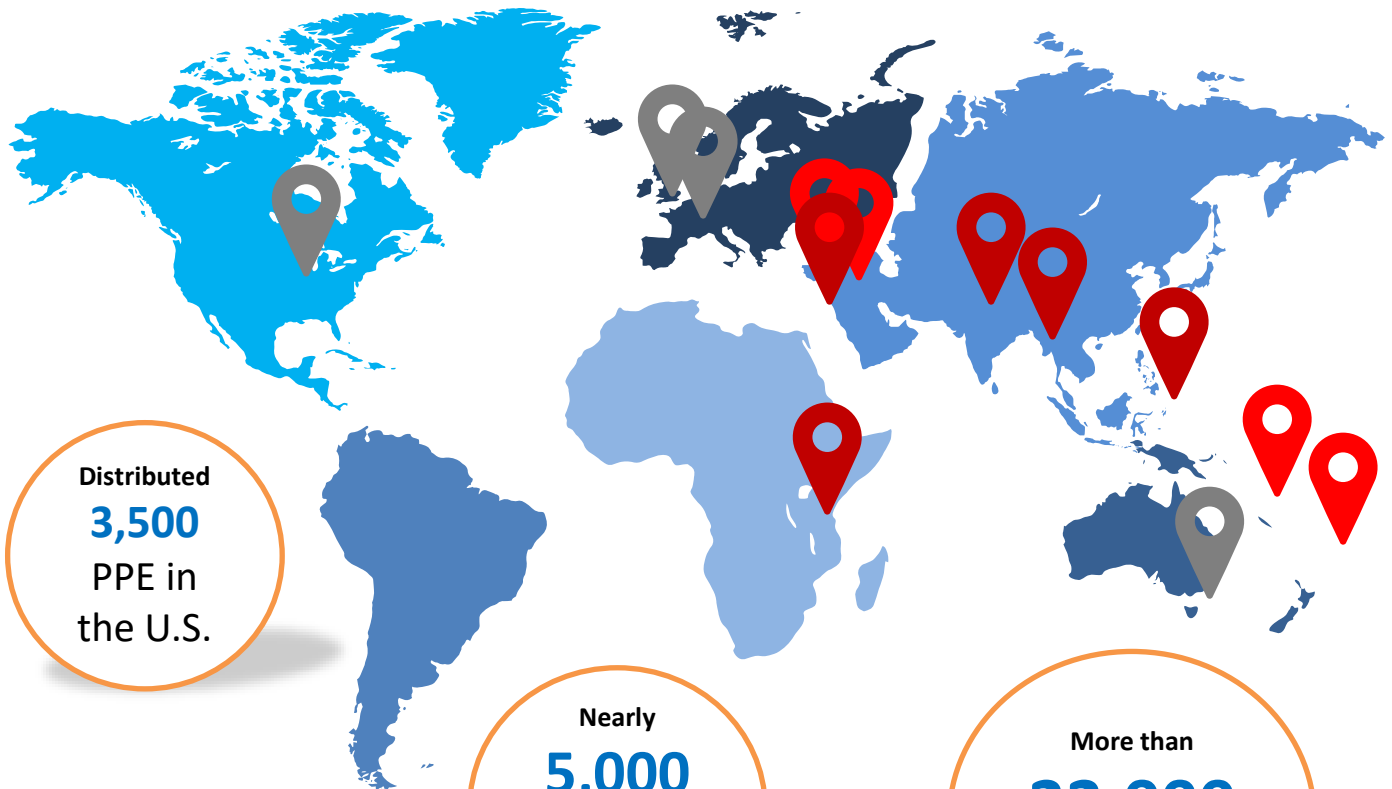 Distributed
3,500
PPE in
the U.S.
Nearly
5,000
More than